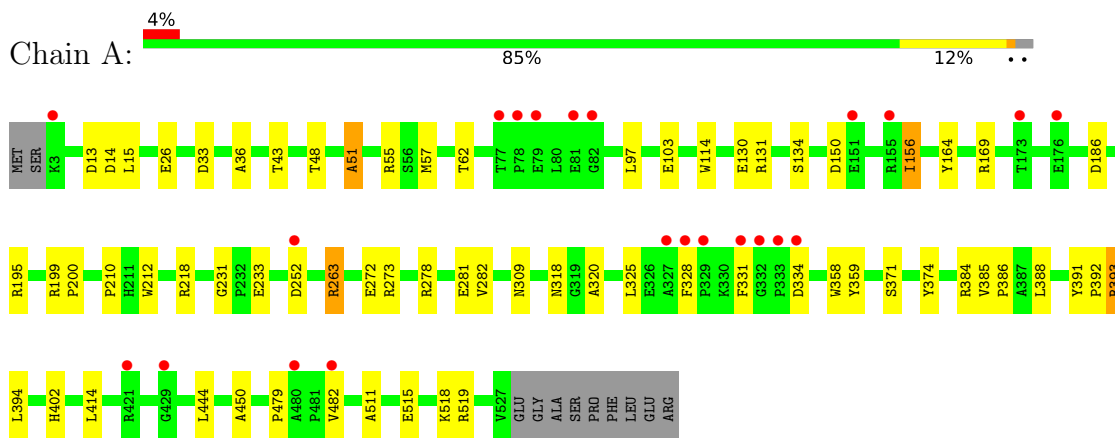 4%
Chain A:
85% 12% • •
MET SER K3 D13 D14 L15 E26 D33 A36 T43 T48 A51 R55 S56 M57 T62 T77 P78 E79 L80 E81 G82 L97 E103 W114 E130 R131 S134 D150 E151 R155 I156 Y164 R169 T173 E176 D186
R195 R199 P200 P210 H211 W212 R218 G231 P232 E233 D252 R263 E272 R273 R278 E281 V282 N309 N318 G319 A320 L325 E326 A327 F328 P329 K330 F331 G332 P333 D334 W358 Y359 S371 Y374 R384 V385 P386 A387 L388 Y391 P392
L394 H402 L414 R421 G429 L444 A450 P479 A480 P481 V482 A511 E515 K518 R519 V527 GLU GLY ALA SER PRO PHE LEU GLU ARG